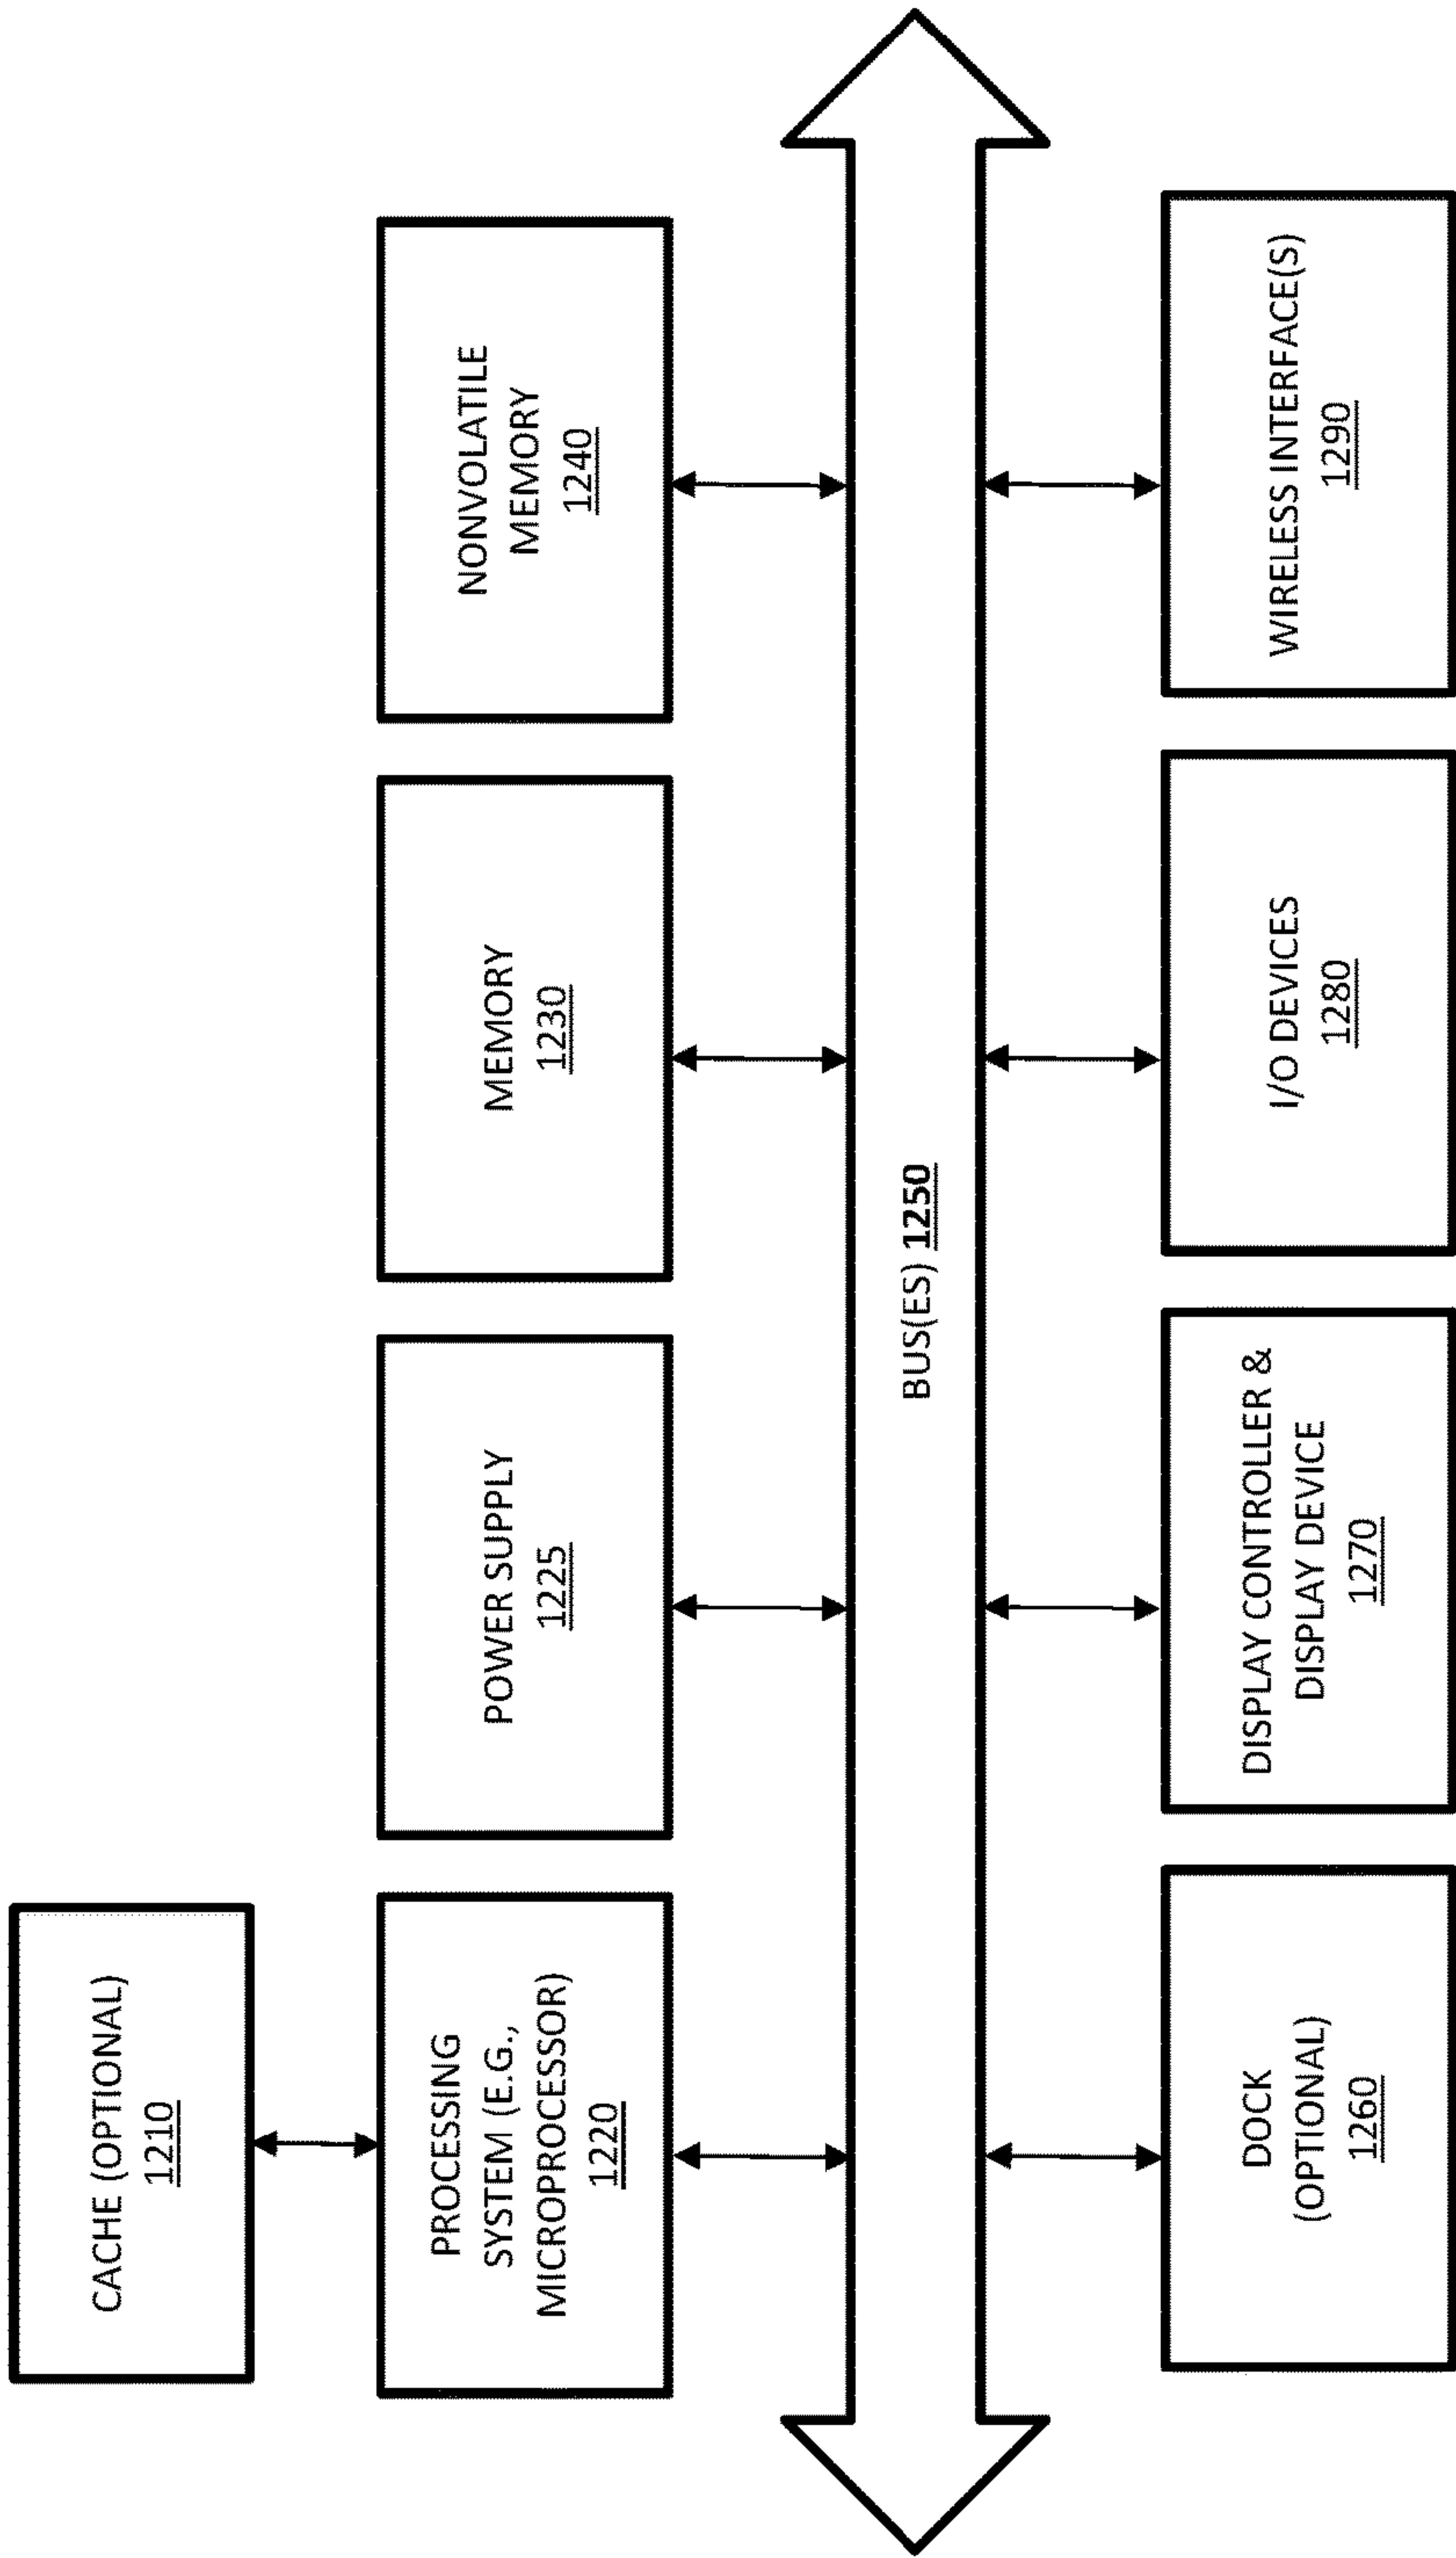 CACHE (OPTIONAL)
1210
PROCESSING
SYSTEM (E.G.,
MICROPROCESSOR)
1220
POWER SUPPLY
1225
MEMORY
1230
NONVOLATILE
MEMORY
1240
BUS(ES) 1250
DOCK
(OPTIONAL)
1260
DISPLAY CONTROLLER &
DISPLAY DEVICE
1270
I/O DEVICES
1280
WIRELESS INTERFACE(S)
1290